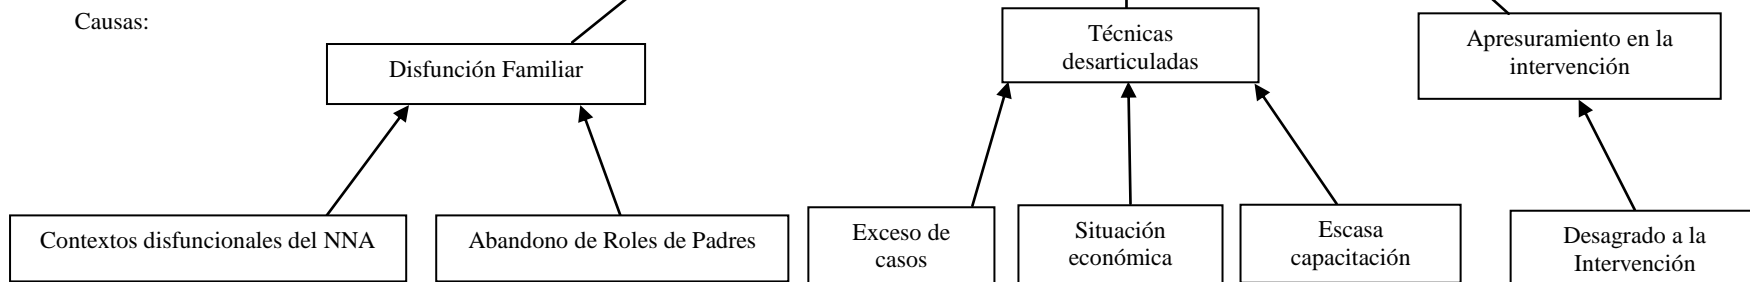 Causas:
Disfunción Familiar
Técnicas
desarticuladas
Apresuramiento en la
intervención
Contextos disfuncionales del NNA
Abandono de Roles de Padres
Exceso de
casos
Situación
económica
Escasa
capacitación
Desagrado a la
Intervención